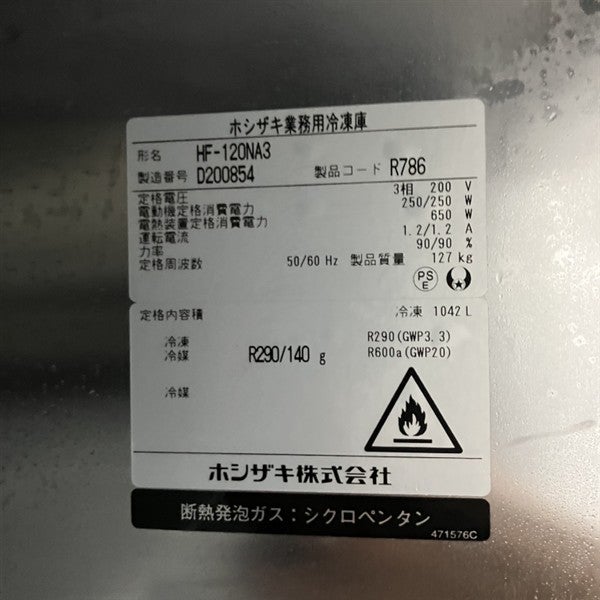 ホシザキ業務用冷凍庫
形名 HF-120NA3
製造番号 D200854 製品コード R786
定格電圧 3相 200 V
電動機定格消費電力 250/250 W
電熱装置定格消費電力 650 W
運転電流 1.2/1.2 A
力率 90/90 %
定格周波数 50/60 Hz 製品質量 127 kg
PS
E
定格内容積 冷凍 1042 L
冷凍 R290(GWP3.3)
冷媒 R290/140 g R600a(GWP20)
冷媒
ホシザキ株式会社
断熱発泡ガス：シクロペンタン
471576C